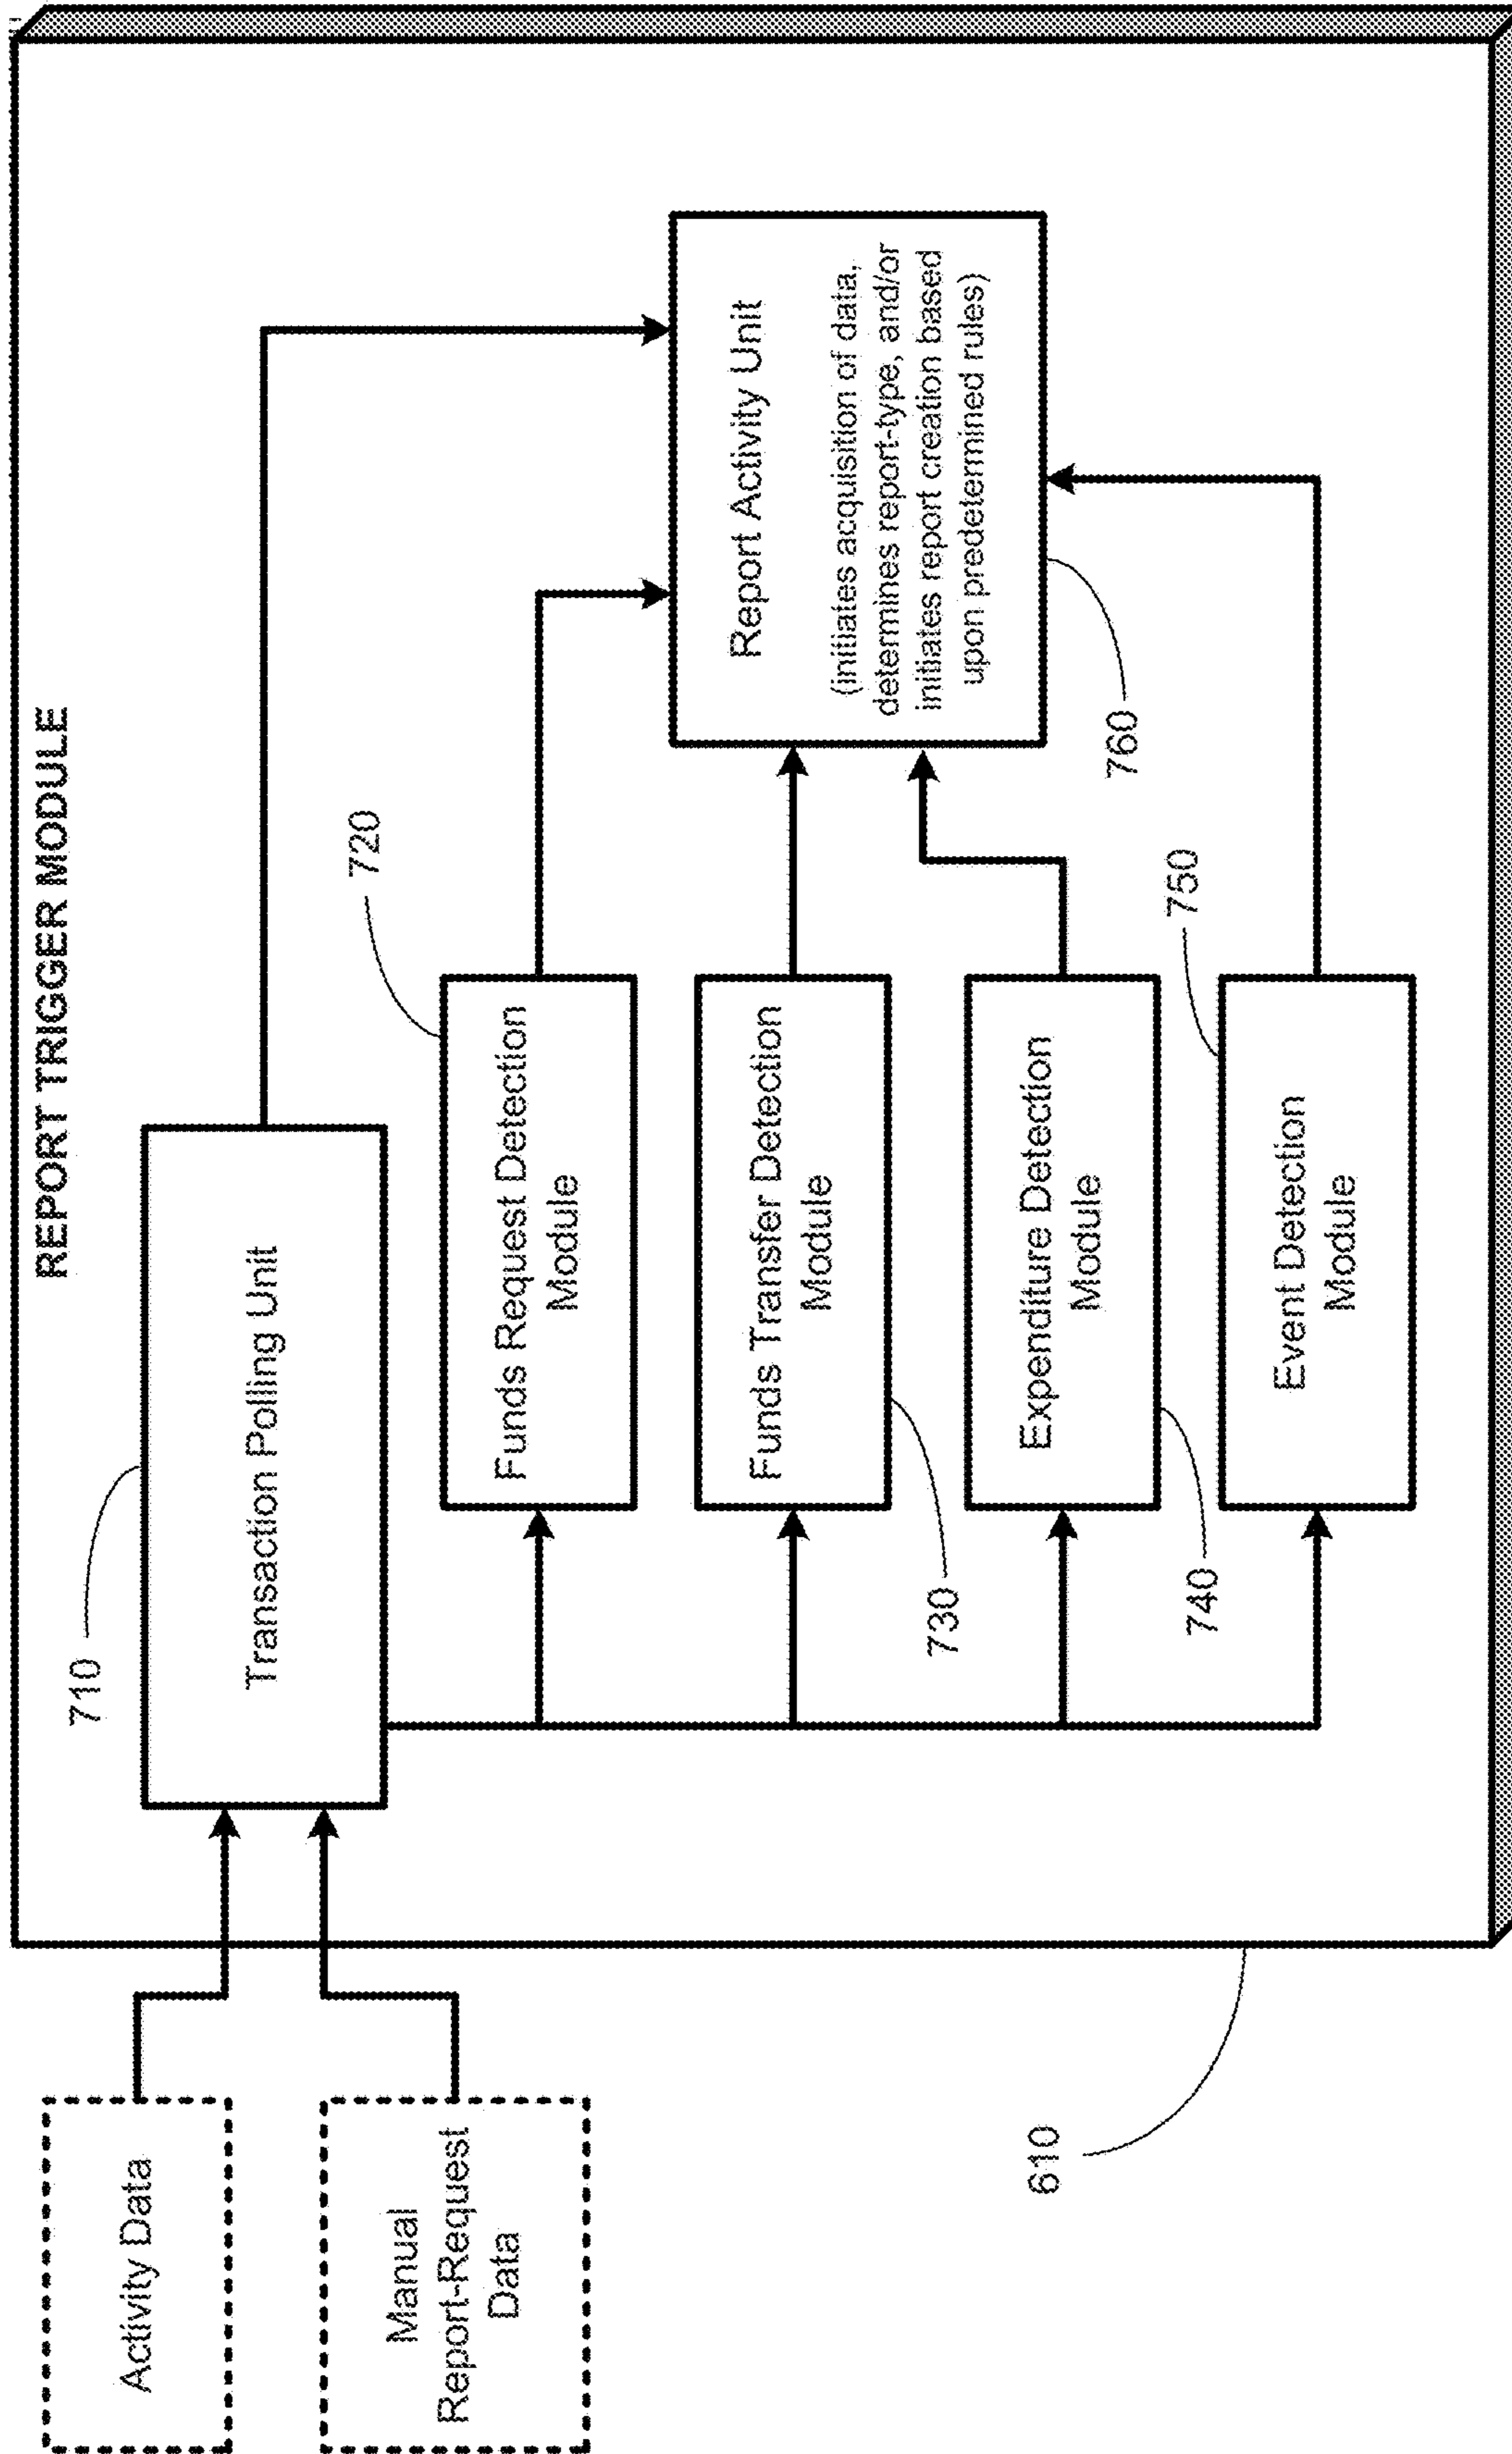 REPORT TRIGGER MODULE
Activity Data
Manual
Report-Request
Data
710
Transaction Polling Unit
720
Funds Request Detection
Module
Funds Transfer Detection
Module
730
Expenditure Detection
Module
740
750
Event Detection
Module
Report Activity Unit
(initiates acquisition of data,
determines report-type, and/or
initiates report creation based
upon predetermined rules)
760
610